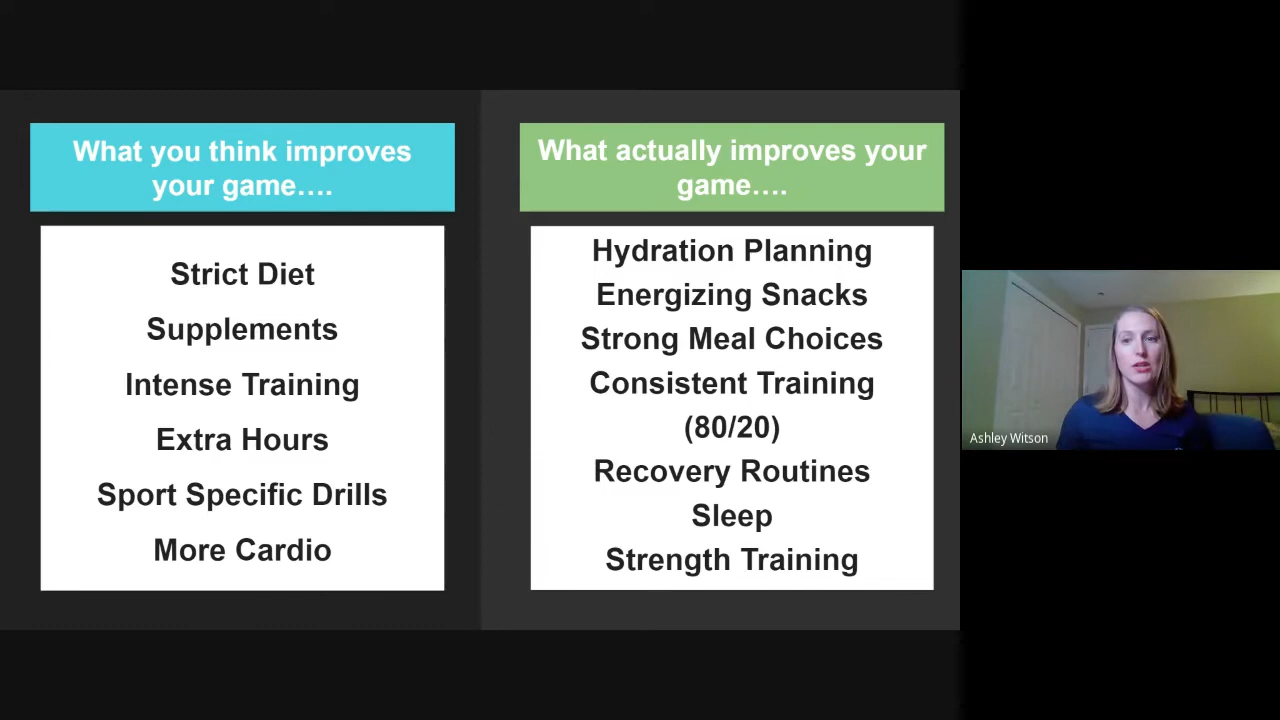 What you think improves
your game….
Strict Diet
Supplements
Intense Training
Extra Hours
Sport Specific Drills
More Cardio
What actually improves your
game….
Hydration Planning
Energizing Snacks
Strong Meal Choices
Consistent Training
(80/20)
Recovery Routines
Sleep
Strength Training
Ashley Witson